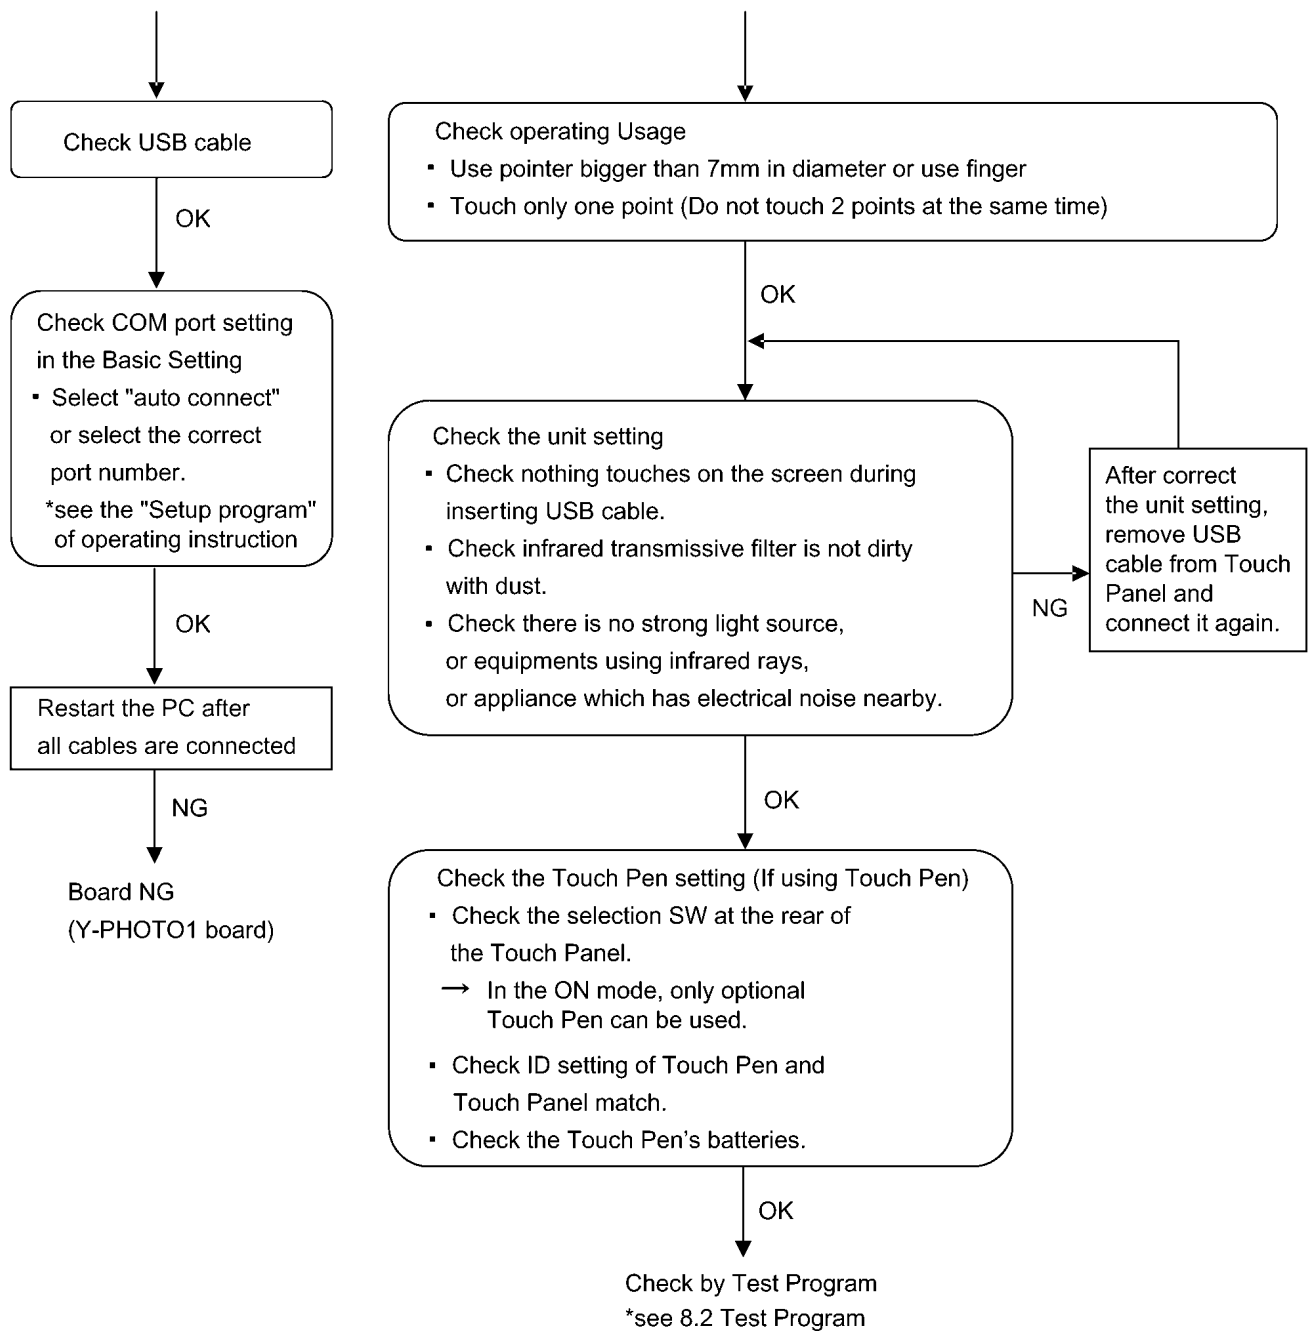 Check USB cable
OK
Check COM port setting
in the Basic Setting
▪ Select "auto connect"
or select the correct
port number.
*see the "Setup program"
of operating instruction
OK
Restart the PC after
all cables are connected
NG
Board NG
(Y-PHOTO1 board)
Check operating Usage
▪ Use pointer bigger than 7mm in diameter or use finger
▪ Touch only one point (Do not touch 2 points at the same time)
OK
Check the unit setting
▪ Check nothing touches on the screen during
inserting USB cable.
▪ Check infrared transmissive filter is not dirty
with dust.
▪ Check there is no strong light source,
or equipments using infrared rays,
or appliance which has electrical noise nearby.
NG
After correct
the unit setting,
remove USB
cable from Touch
Panel and
connect it again.
OK
Check the Touch Pen setting (If using Touch Pen)
▪ Check the selection SW at the rear of
the Touch Panel.
→ In the ON mode, only optional
Touch Pen can be used.
▪ Check ID setting of Touch Pen and
Touch Panel match.
▪ Check the Touch Pen’s batteries.
OK
Check by Test Program
*see 8.2 Test Program